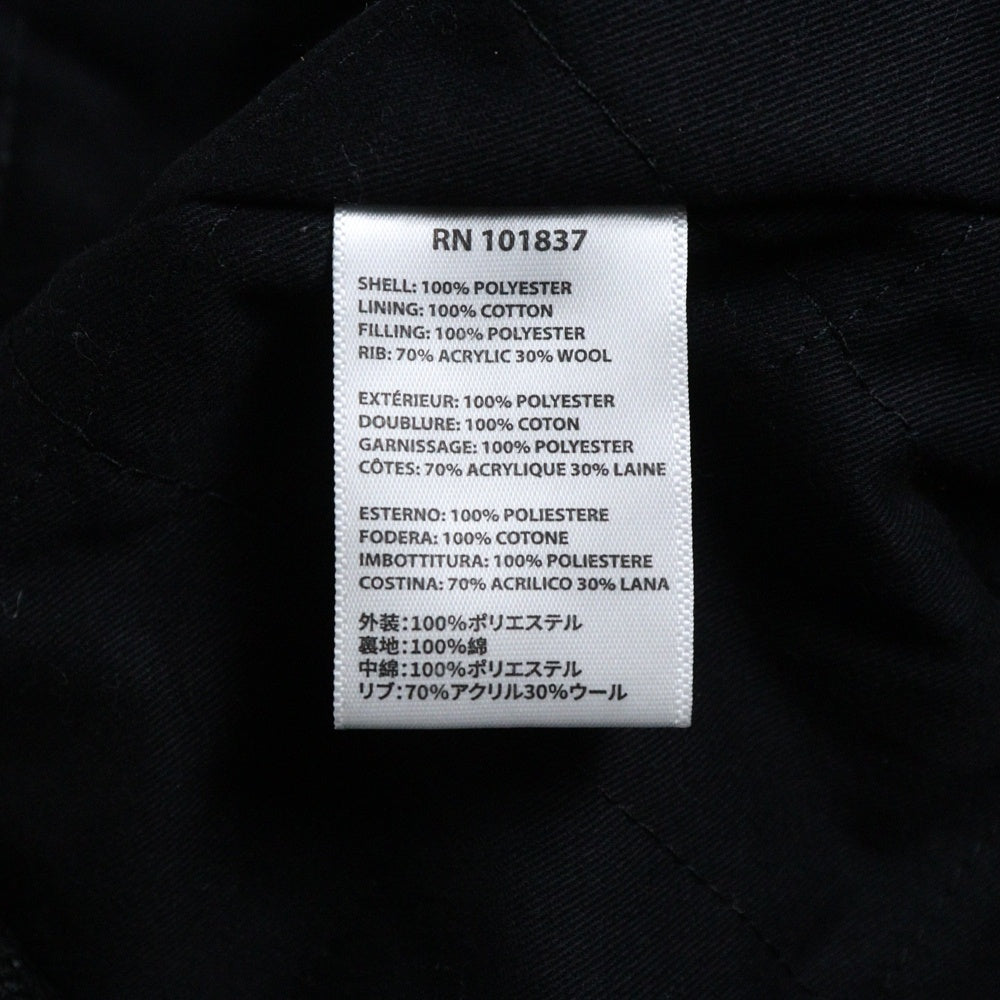 RN 101837
SHELL: 100% POLYESTER
LINING: 100% COTTON
FILLING: 100% POLYESTER
RIB: 70% ACRYLIC 30% WOOL
EXTÉRIEUR: 100% POLYESTER
DOUBLURE: 100% COTON
GARNISSAGE: 100% POLYESTER
CÔTES: 70% ACRYLIQUE 30% LAINE
ESTERNO: 100% POLIESTERE
FODERA: 100% COTONE
IMBOTTITURA: 100% POLIESTERE
COSTINA: 70% ACRILICO 30% LANA
外装:100%ポリエステル
裏地:100%綿
中綿:100%ポリエステル
リブ:70%アクリル30%ウール